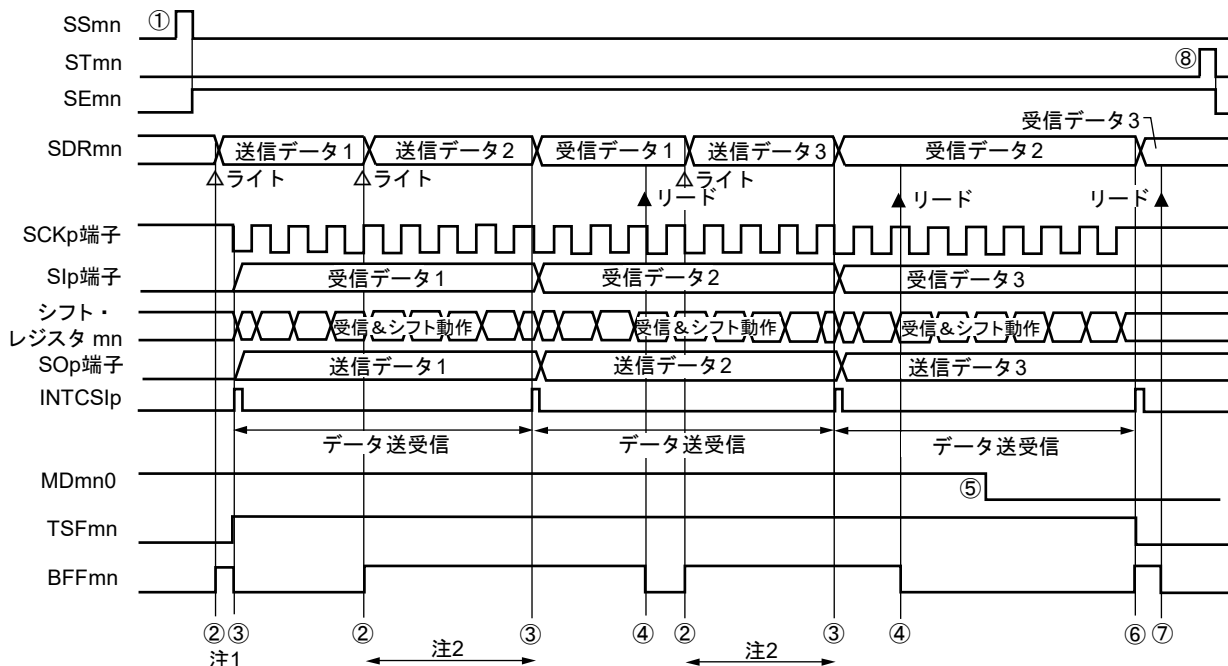 SSmn ①
STmn ⑧
SEmn
受信データ3
SDRmn 送信データ1 送信データ2 受信データ1 送信データ3 受信データ2
△ライト △ライト △ライト
▲リード ▲リード リード▲
SCKp端子
SIp端子 受信データ1 受信データ2 受信データ3
シフト・
レジスタ mn 受信&シフト動作 受信&シフト動作 受信&シフト動作
SOp端子 送信データ1 送信データ2 送信データ3
INTCSIp
データ送受信 データ送受信 データ送受信
MDmn0 ⑤
TSFmn
BFFmn
② ③ ② ③ ④ ② ③ ④ ⑥ ⑦
注1 注2 注2